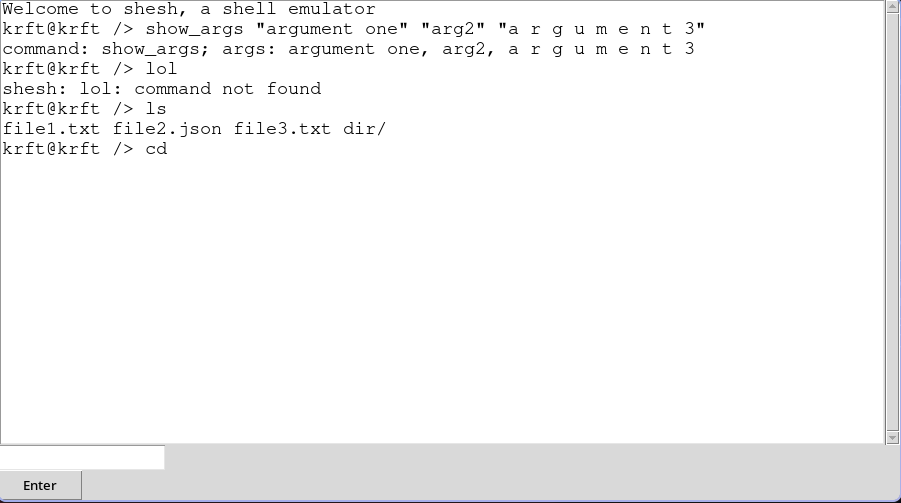 Welcome to shesh, a shell emulator
krft@krft /> show_args "argument one" "arg2" "a r g u m e n t 3"
command: show_args; args: argument one, arg2, a r g u m e n t 3
krft@krft /> lol
shesh: lol: command not found
krft@krft /> ls
file1.txt file2.json file3.txt dir/
krft@krft /> cd
Enter